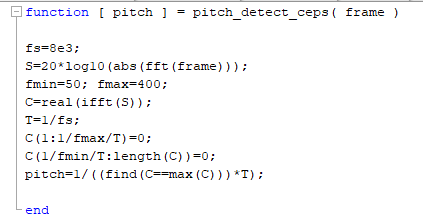 function [ pitch ] = pitch_detect_ceps( frame )
fs=8e3;
S=20*log10(abs(fft(frame)));
fmin=50; fmax=400;
C=real(ifft(S));
T=1/fs;
C(1:1/fmax/T)=0;
C(1/fmin/T:length(C))=0;
pitch=1/((find(C==max(C)))*T);
end